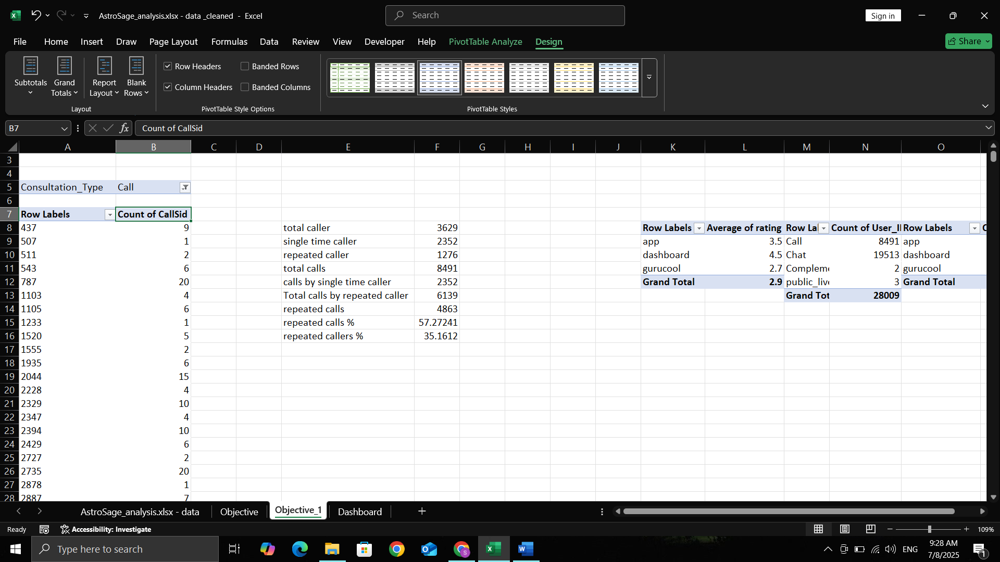 AstroSage_analysis.xlsx - data _cleaned - Excel
Search
Sign in
File Home Insert Draw Page Layout Formulas Data Review View Developer Help PivotTable Analyze Design
Share
Subtotals
Grand Totals
Report Layout
Blank Rows
Row Headers Banded Rows
Column Headers Banded Columns
Layout PivotTable Style Options PivotTable Styles
B7 fx Count of CallSid
A B C D E F G H I J K L M N O
3
4
5 Consultation_Type Call
6
7 Row Labels Count of CallSid
8 437 9 total caller 3629 Row Labels Average of rating Row Lal Count of User_II Row Labels C
9 507 1 single time caller 2352 app 3.5 Call 8491 app
10 511 2 repeated caller 1276 dashboard 4.5 Chat 19513 dashboard
11 543 6 total calls 8491 gurucool 2.7 Compleme 2 gurucool
12 787 20 calls by single time caller 2352 Grand Total 2.9 public_live 3 Grand Total
13 1103 4 Total calls by repeated caller 6139 Grand Tot 28009
14 1105 6 repeated calls 4863
15 1233 1 repeated calls % 57.27241
16 1520 5 repeated callers % 35.1612
17 1555 2
18 1935 6
19 2044 15
20 2228 4
21 2329 10
22 2347 4
23 2394 10
24 2429 6
25 2727 2
26 2735 20
27 2878 1
28 2887 7
AstroSage_analysis.xlsx - data Objective Objective_1 Dashboard +
Ready Accessibility: Investigate 109%
Type here to search
ENG
9:28 AM
7/8/2025
1